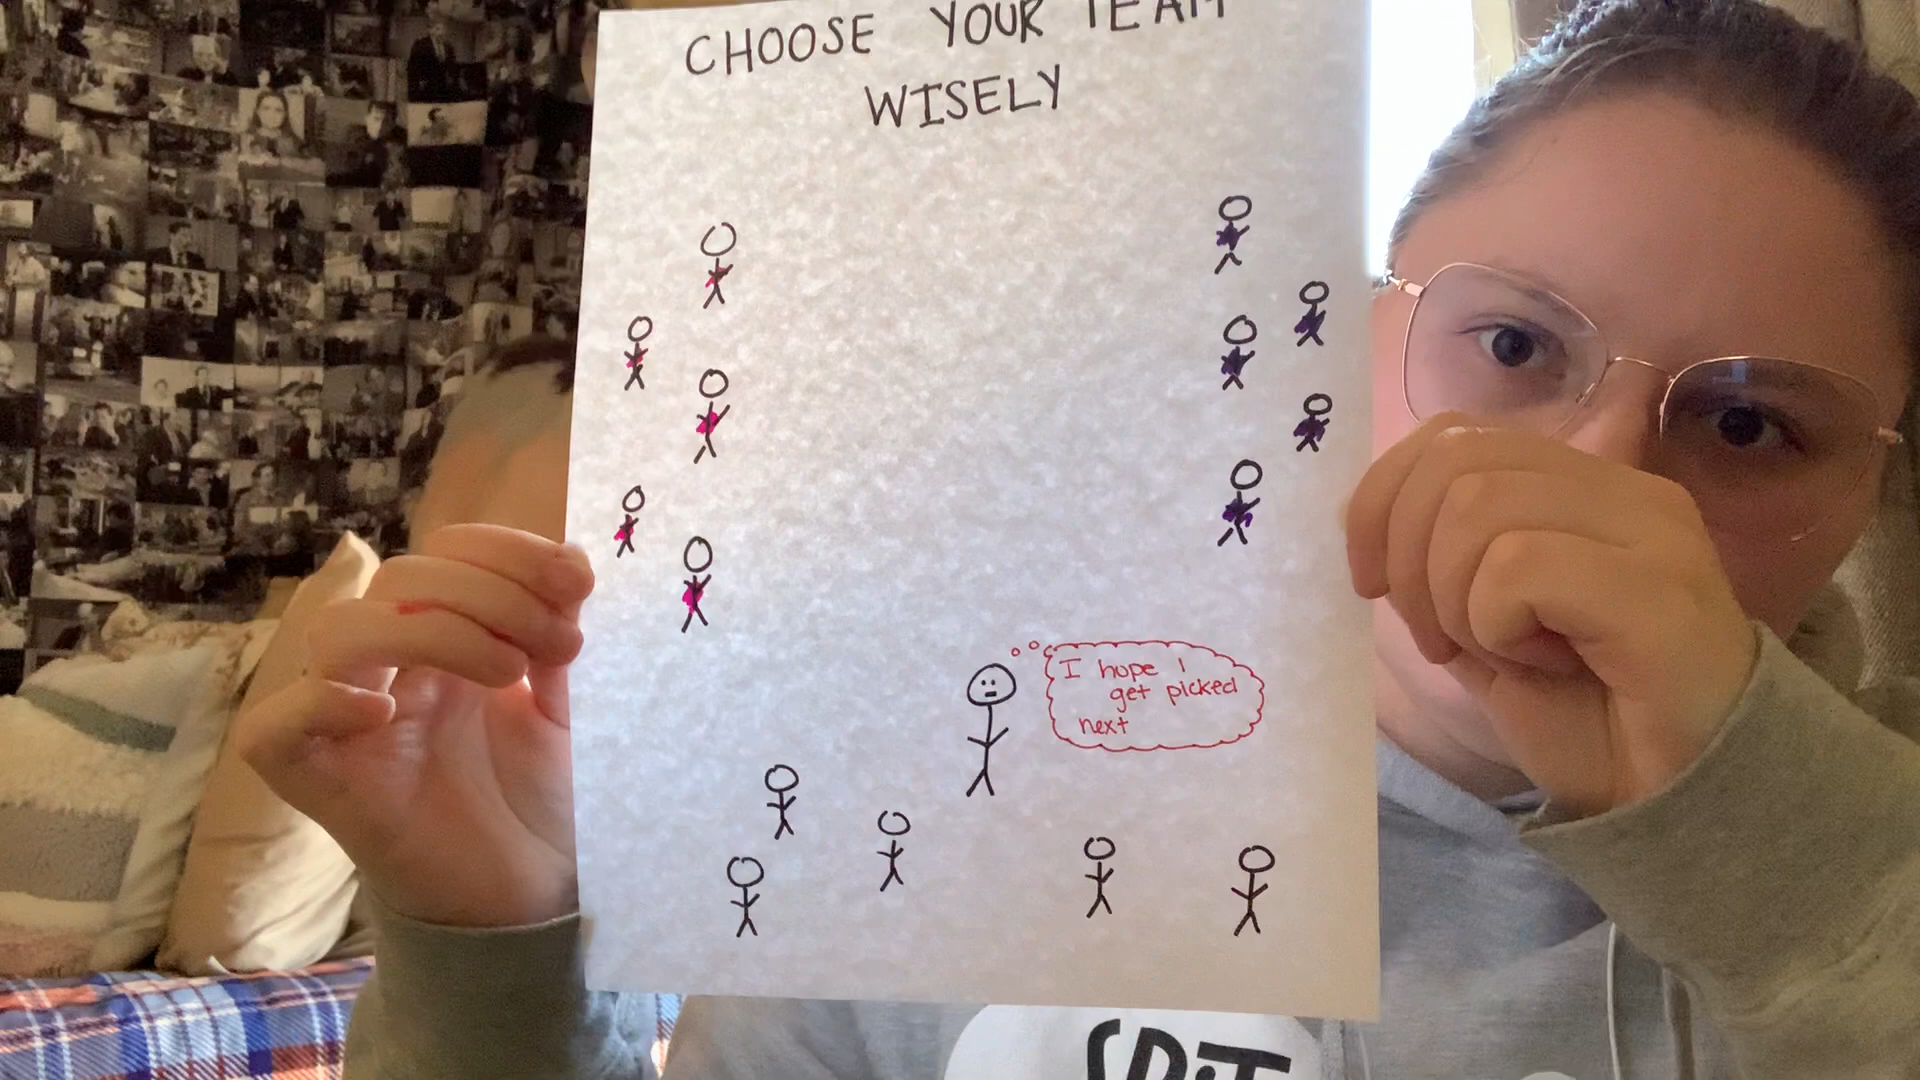 CHOOSE YOUR TEAM
WISELY
I hope I
get picked
next